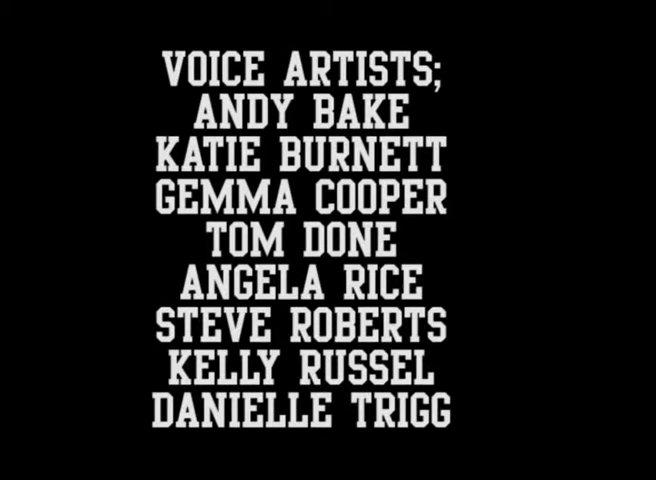 VOICE ARTISTS;
ANDY BAKE
KATIE BURNETT
GEMMA COOPER
TOM DONE
ANGELA RICE
STEVE ROBERTS
KELLY RUSSEL
DANIELLE TRIGG